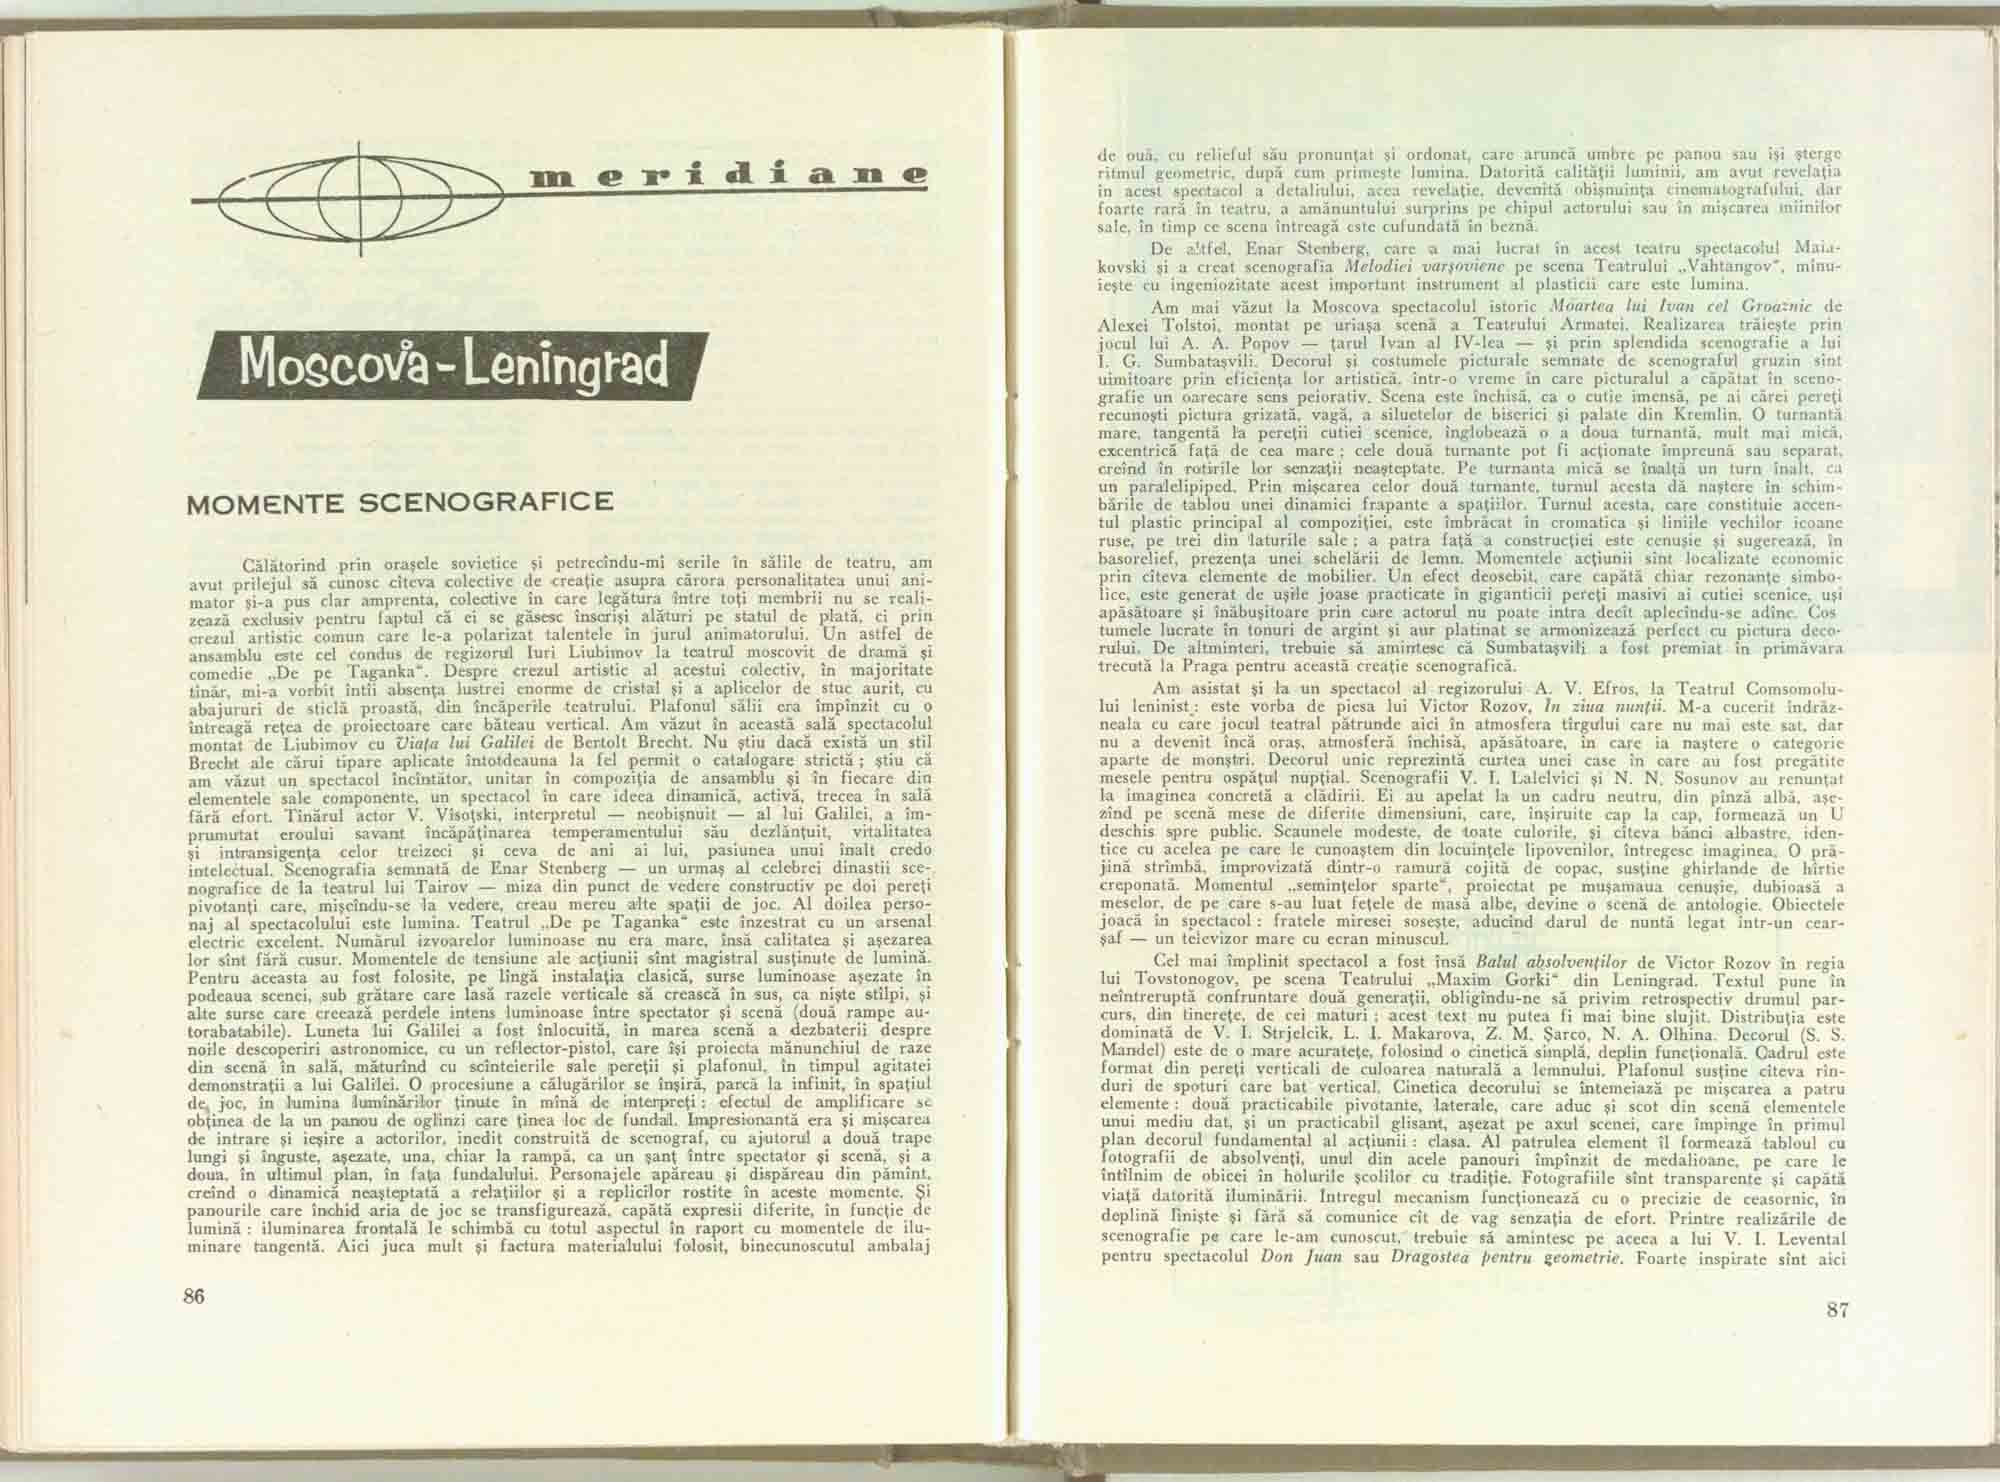 meridiane
Moscova - Leningrad
MOMENTE SCENOGRAFICE
Călătorind prin orașele sovietice și petrecîndu-mi serile în sălile de teatru, am
avut prilejul să cunosc cîteva colective de creație asupra cărora personalitatea unui ani-
mator și-a pus clar amprenta, colective în care legătura între toți membrii nu se reali-
zează exclusiv pentru faptul că ei se găsesc înscriși alături pe statul de plată, ci prin
crezul artistic comun care le-a polarizat talentele în jurul animatorului. Un astfel de
ansamblu este cel condus de regizorul Iuri Liubimov la teatrul moscovit de dramă și
comedie „De pe Taganka“. Despre crezul artistic al acestui colectiv, în majoritate
tînăr, mi-a vorbit întîi absența lustrei enorme de cristal și a aplicelor de stuc aurit, cu
abajururi de sticlă proastă, din încăperile teatrului. Plafonul sălii era împînzit cu o
întreagă rețea de proiectoare care băteau vertical. Am văzut în această sală spectacolul
montat de Liubimov cu Viața lui Galilei de Bertolt Brecht. Nu știu dacă există un stil
Brecht ale cărui tipare aplicate întotdeauna la fel permit o catalogare strictă ; știu că
am văzut un spectacol încîntător, unitar în compoziția de ansamblu și în fiecare din
elementele sale componente, un spectacol în care ideea dinamică, activă, trecea în sală
fără efort. Tînărul actor V. Vîsoțski, interpretul — neobișnuit — al lui Galilei, a îm-
prumutat eroului savant încăpățînarea temperamentului său dezlănțuit, vitalitatea
și intransigența celor treizeci și ceva de ani ai lui, pasiunea unui înalt credo
intelectual. Scenografia semnată de Enar Stenberg — un urmaș al celebrei dinastii sce-
nografice de la teatrul lui Tairov — miza din punct de vedere constructiv pe doi pereți
pivotanți care, mișcîndu-se la vedere, creau mereu alte spații de joc. Al doilea perso-
naj al spectacolului este lumina. Teatrul „De pe Taganka“ este înzestrat cu un arsenal
electric excelent. Numărul izvoarelor luminoase nu era mare, însă calitatea și așezarea
lor sînt fără cusur. Momentele de tensiune ale acțiunii sînt magistral susținute de lumină.
Pentru aceasta au fost folosite, pe lîngă instalația clasică, surse luminoase așezate în
podeaua scenei, sub grătare care lasă razele verticale să crească în sus, ca niște stîlpi, și
alte surse care creează perdele intens luminoase între spectator și scenă (două rampe au-
torabatabile). Luneta lui Galilei a fost înlocuită, în marea scenă a dezbaterii despre
noile descoperiri astronomice, cu un reflector-pistol, care își proiecta mănunchiul de raze
din scenă în sală, măturînd cu scînteierile sale pereții și plafonul, în timpul agitatei
demonstrații a lui Galilei. O procesiune a călugărilor se înșiră, parcă la infinit, în spațiul
de joc, în lumina lumînărilor ținute în mînă de interpreți : efectul de amplificare se
obținea de la un panou de oglinzi care ținea loc de fundal. Impresionantă era și mișcarea
de intrare și ieșire a actorilor, inedit construită de scenograf, cu ajutorul a două trape
lungi și înguste, așezate, una, chiar la rampă, ca un șanț între spectator și scenă, și a
doua, în ultimul plan, în fața fundalului. Personajele apăreau și dispăreau din pămînt,
creînd o dinamică neașteptată a relațiilor și a replicilor rostite în aceste momente. Și
panourile care închid aria de joc se transfigurează, capătă expresii diferite, în funcție de
lumină : iluminarea frontală le schimbă cu totul aspectul în raport cu momentele de ilu-
minare tangentă. Aici juca mult și factura materialului folosit, binecunoscutul ambalaj
86
de ouă, cu relieful său pronunțat și ordonat, care aruncă umbre pe panou sau își șterge
ritmul geometric, după cum primește lumina. Datorită calității luminii, am avut revelația
în acest spectacol a detaliului, acea revelație, devenită obișnuința cinematografului, dar
foarte rară în teatru, a amănuntului surprins pe chipul actorului sau în mișcarea mîinilor
sale, în timp ce scena întreagă este cufundată în beznă.
De altfel, Enar Stenberg, care a mai lucrat în acest teatru spectacolul Maia-
kovski și a creat scenografia Melodiei varșoviene pe scena Teatrului „Vahtangov“, mînu-
iește cu ingeniozitate acest important instrument al plasticii care este lumina.
Am mai văzut la Moscova spectacolul istoric Moartea lui Ivan cel Groaznic de
Alexei Tolstoi, montat pe uriașa scenă a Teatrului Armatei. Realizarea trăiește prin
jocul lui A. A. Popov — țarul Ivan al IV-lea — și prin splendida scenografie a lui
I. G. Sumbatașvili. Decorul și costumele picturale semnate de scenograful gruzin sînt
uimitoare prin eficiența lor artistică, într-o vreme în care picturalul a căpătat în sceno-
grafie un oarecare sens peiorativ. Scena este închisă, ca o cutie imensă, pe ai cărei pereți
recunoști pictura grizată, vagă, a siluetelor de biserici și palate din Kremlin. O turnantă
mare, tangentă la pereții cutiei scenice, înglobează o a doua turnantă, mult mai mică,
excentrică față de cea mare ; cele două turnante pot fi acționate împreună sau separat,
creînd în rotirile lor senzații neașteptate. Pe turnanta mică se înalță un turn înalt, ca
un paralelipiped. Prin mișcarea celor două turnante, turnul acesta dă naștere în schim-
bările de tablou unei dinamici frapante a spațiilor. Turnul acesta, care constituie accen-
tul plastic principal al compoziției, este îmbrăcat în cromatica și liniile vechilor icoane
ruse, pe trei din laturile sale ; a patra față a construcției este cenușie și sugerează, în
basorelief, prezența unei schelării de lemn. Momentele acțiunii sînt localizate economic
prin cîteva elemente de mobilier. Un efect deosebit, care capătă chiar rezonanțe simbo-
lice, este generat de ușile joase practicate în giganticii pereți masivi ai cutiei scenice, uși
apăsătoare și înăbușitoare prin care actorul nu poate intra decît aplecîndu-se adînc. Cos
tumele lucrate în tonuri de argint și aur platinat se armonizează perfect cu pictura deco-
rului. De altminteri, trebuie să amintesc că Sumbatașvili a fost premiat în primăvara
trecută la Praga pentru această creație scenografică.
Am asistat și la un spectacol al regizorului A. V. Efros, la Teatrul Comsomolu-
lui leninist : este vorba de piesa lui Victor Rozov, În ziua nunții. M-a cucerit îndrăz-
neala cu care jocul teatral pătrunde aici în atmosfera tîrgului care nu mai este sat, dar
nu a devenit încă oraș, atmosferă închisă, apăsătoare, în care ia naștere o categorie
aparte de monștri. Decorul unic reprezintă curtea unei case în care au fost pregătite
mesele pentru ospățul nupțial. Scenografii V. I. Lalelvici și N. N. Sosunov au renunțat
la imaginea concretă a clădirii. Ei au apelat la un cadru neutru, din pînză albă, așe-
zînd pe scenă mese de diferite dimensiuni, care, înșiruite cap la cap, formează un U
deschis spre public. Scaunele modeste, de toate culorile, și cîteva bănci albastre, iden-
tice cu acelea pe care le cunoaștem din locuințele lipovenilor, întregesc imaginea. O pră-
jină strîmbă, improvizată dintr-o ramură cojită de copac, susține ghirlande de hîrtie
creponată. Momentul „semințelor sparte“, proiectat pe mușamaua cenușie, dubioasă a
meselor, de pe care s-au luat fețele de masă albe, devine o scenă de antologie. Obiectele
joacă în spectacol : fratele miresei sosește, aducînd darul de nuntă legat într-un cear-
șaf — un televizor mare cu ecran minuscul.
Cel mai împlinit spectacol a fost însă Balul absolvenților de Victor Rozov în regia
lui Tovstonogov, pe scena Teatrului „Maxim Gorki“ din Leningrad. Textul pune în
neîntreruptă confruntare două generații, obligîndu-ne să privim retrospectiv drumul par-
curs, din tinerețe, de cei maturi ; acest text nu putea fi mai bine slujit. Distribuția este
dominată de V. I. Strjelcik, L. I. Makarova, Z. M. Șarco, N. A. Olhina. Decorul (S. S.
Mandel) este de o mare acuratețe, folosind o cinetică simplă, deplin funcțională. Cadrul este
format din pereți verticali de culoarea naturală a lemnului. Plafonul susține cîteva rîn-
duri de spoturi care bat vertical. Cinetica decorului se întemeiază pe mișcarea a patru
elemente : două practicabile pivotante, laterale, care aduc și scot din scenă elementele
unui mediu dat, și un practicabil glisant, așezat pe axul scenei, care împinge în primul
plan decorul fundamental al acțiunii : clasa. Al patrulea element îl formează tabloul cu
fotografii de absolvenți, unul din acele panouri împînzit de medalioane, pe care le
întîlnim de obicei în holurile școlilor cu tradiție. Fotografiile sînt transparente și capătă
viață datorită iluminării. Intregul mecanism funcționează cu o precizie de ceasornic, în
deplină liniște și fără să comunice cît de vag senzația de efort. Printre realizările de
scenografie pe care le-am cunoscut, trebuie să amintesc pe aceea a lui V. I. Levental
pentru spectacolul Don Juan sau Dragostea pentru geometrie. Foarte inspirate sînt aici
87